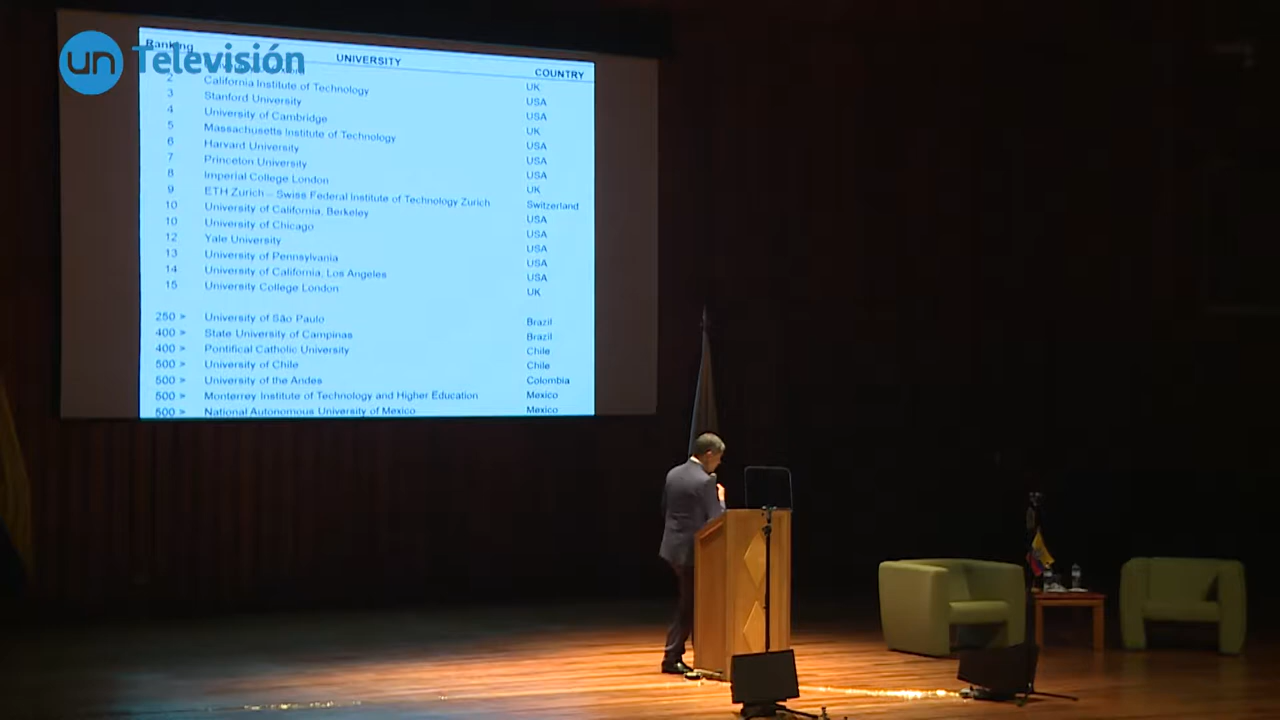 un Televisión
Ranking UNIVERSITY COUNTRY
UK
2 California Institute of Technology USA
3 Stanford University USA
4 University of Cambridge UK
5 Massachusetts Institute of Technology USA
6 Harvard University USA
7 Princeton University USA
8 Imperial College London UK
9 ETH Zurich – Swiss Federal Institute of Technology Zurich Switzerland
10 University of California, Berkeley USA
10 University of Chicago USA
12 Yale University USA
13 University of Pennsylvania USA
14 University of California, Los Angeles USA
15 University College London UK
250 > University of São Paulo Brazil
400 > State University of Campinas Brazil
400 > Pontifical Catholic University Chile
500 > University of Chile Chile
500 > University of the Andes Colombia
500 > Monterrey Institute of Technology and Higher Education Mexico
500 > National Autonomous University of Mexico Mexico